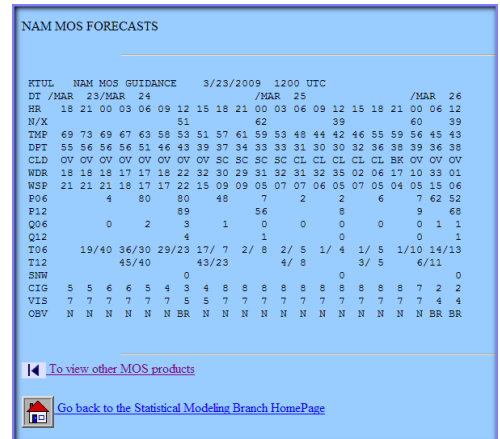 NAM MOS FORECASTS
KTUL   NAM MOS GUIDANCE    3/23/2009  1200 UTC
DT /MAR  23/MAR  24                /MAR  25                /MAR  26
HR   18 21 00 03 06 09 12 15 18 21 00 03 06 09 12 15 18 21 00 06 12
N/X                    51          62          39          60    39
TMP  69 73 69 67 63 58 53 51 57 61 59 53 48 44 42 46 55 59 56 45 43
DPT  55 56 56 56 51 46 43 39 37 34 33 33 31 30 30 32 36 38 39 36 38
CLD  OV OV OV OV OV OV OV OV SC SC SC SC CL CL CL CL CL BK OV OV OV
WDR  18 18 18 17 17 18 22 32 30 29 31 32 31 32 35 02 06 17 10 33 01
WSP  21 21 21 18 17 17 22 15 09 09 05 07 07 06 05 07 05 04 05 15 06
P06         4    80    80    48     7     2     2     6     7 62 52
P12                    89          56           8           9    68
Q06         0     2     3     1     0     0     0     0     0  1  1
Q12                     4           1           0           0     1
T06     19/40 36/30 29/23 17/ 7  2/ 8  2/ 5  1/ 4  1/ 5  1/10 14/13
T12           45/40       43/23        4/ 8        3/ 5     6/11
SNW                     0                       0                 0
CIG   5  5  6  6  5  4  3  4  8  8  8  8  8  8  8  8  8  8  7  2  2
VIS   7  7  7  7  7  5  5  7  7  7  7  7  7  7  7  7  7  7  7  4  4
OBV   N  N  N  N  N  N BR  N  N  N  N  N  N  N  N  N  N  N  N BR BR
To view other MOS products
Go back to the Statistical Modeling Branch HomePage